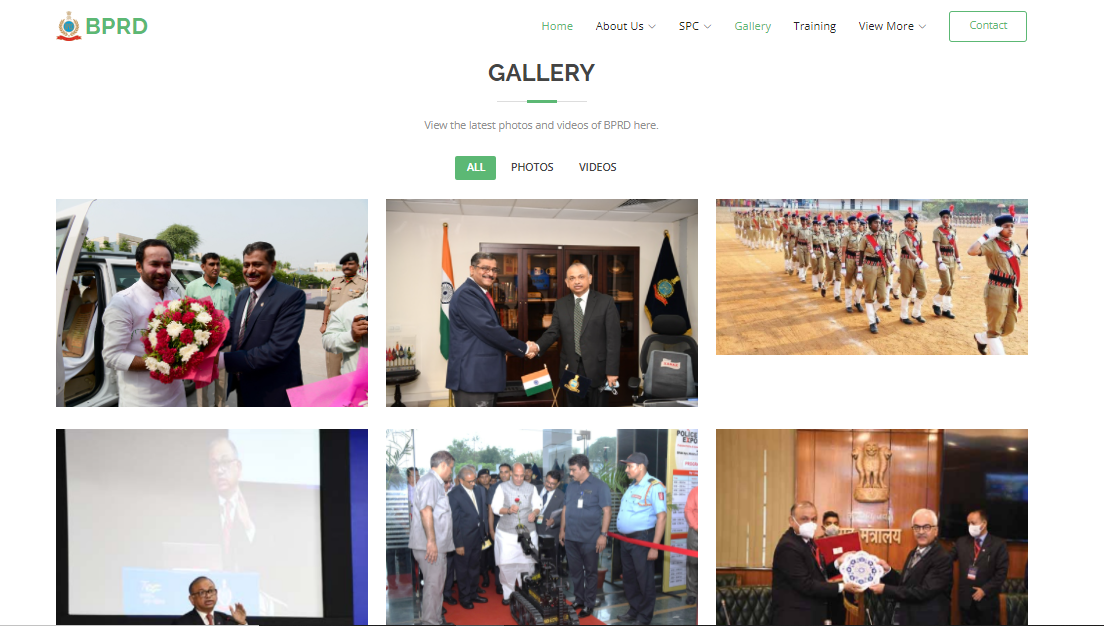 BPRD
Home
About Us
SPC
Gallery
Training
View More
Contact
GALLERY
View the latest photos and videos of BPRD here.
ALL
PHOTOS
VIDEOS
POLICE
EXPO
मंत्रालय